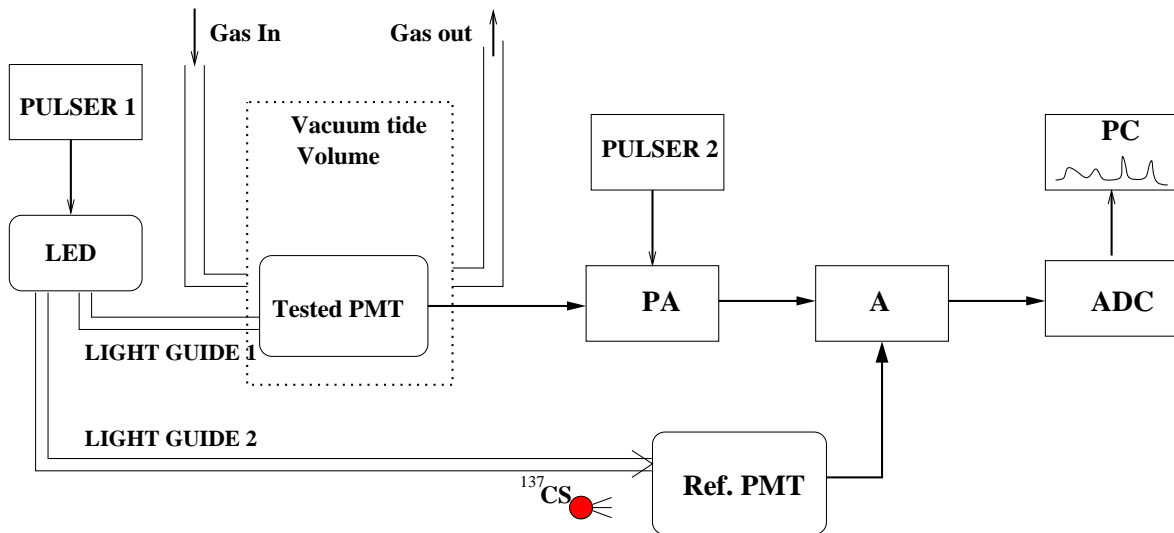 Gas In
Gas out
PULSER 1
Vacuum tide
Volume
PULSER 2
PC
LED
Tested PMT
PA
A
ADC
LIGHT GUIDE 1
LIGHT GUIDE 2
137CS
Ref. PMT